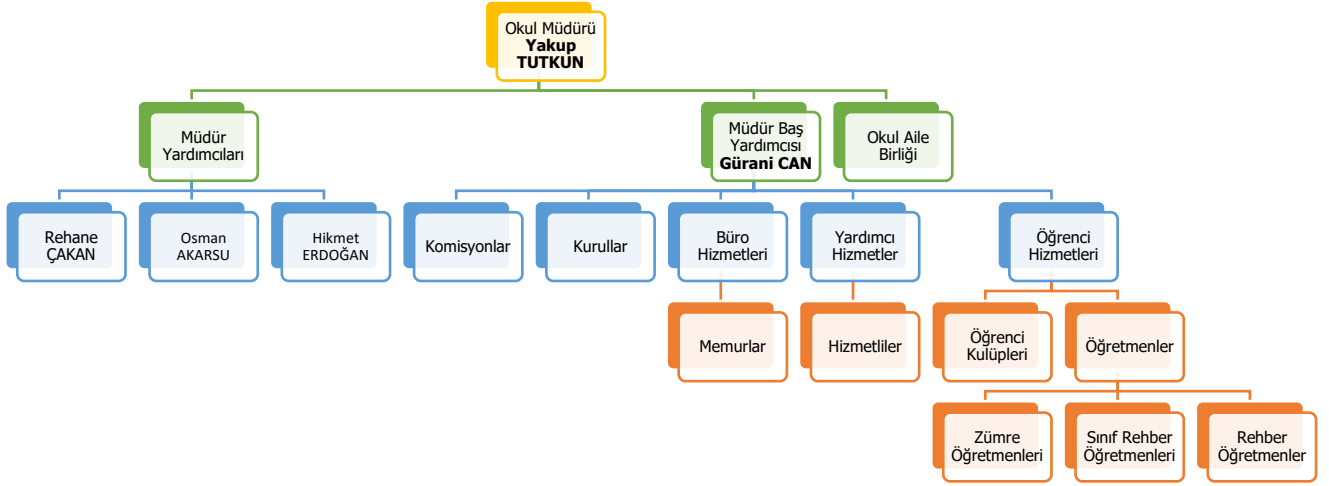 Okul Müdürü
Yakup
TUTKUN
Müdür
Yardımcıları
Müdür Baş
Yardımcısı
Gürani CAN
Okul Aile
Birliği
Rehane
ÇAKAN
Osman
AKARSU
Hikmet
ERDOĞAN
Komisyonlar
Kurullar
Büro
Hizmetleri
Yardımcı
Hizmetler
Öğrenci
Hizmetleri
Memurlar
Hizmetliler
Öğrenci
Kulüpleri
Öğretmenler
Zümre
Öğretmenleri
Sınıf Rehber
Öğretmenleri
Rehber
Öğretmenler